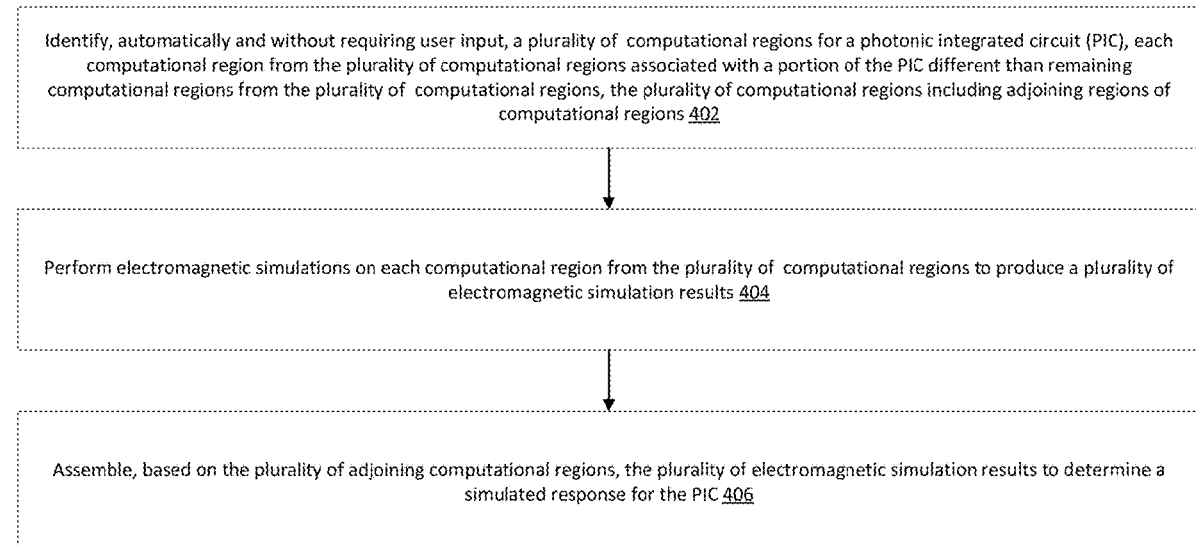 Identify, automatically and without requiring user input, a plurality of computational regions for a photonic integrated circuit (PIC), each
computational region from the plurality of computational regions associated with a portion of the PIC different than remaining
computational regions from the plurality of computational regions, the plurality of computational regions including adjoining regions of
computational regions 402
Perform electromagnetic simulations on each computational region from the plurality of computational regions to produce a plurality of
electromagnetic simulation results 404
Assemble, based on the plurality of adjoining computational regions, the plurality of electromagnetic simulation results to determine a
simulated response for the PIC 406